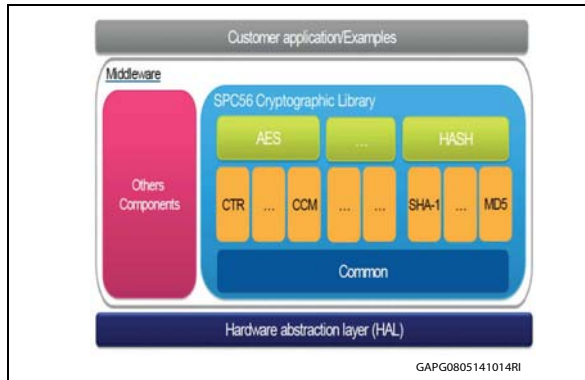 Customer application/Examples
Middleware
SPC56 Cryptographic Library
AES ... HASH
Others
Components
CTR ... CCM ... ... SHA-1 ... MD5
Common
Hardware abstraction layer (HAL)
GAPG0805141014RI